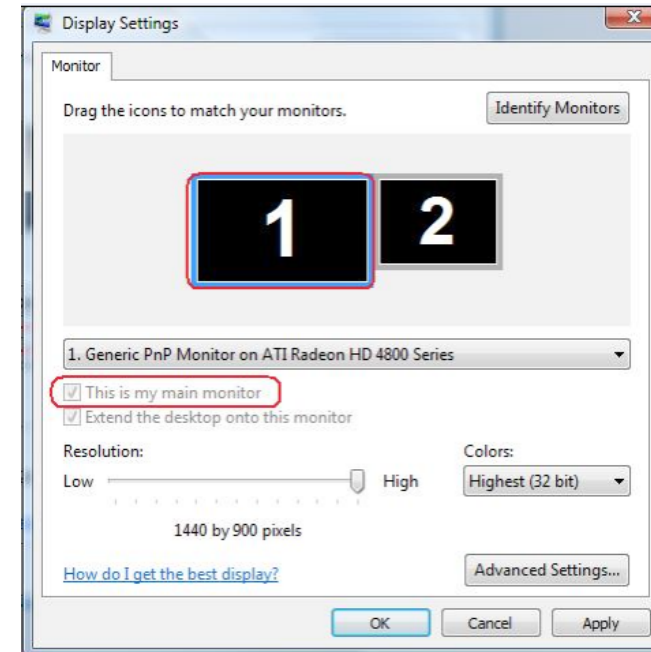 Display Settings
Monitor
Drag the icons to match your monitors. Identify Monitors
1 2
1. Generic PnP Monitor on ATI Radeon HD 4800 Series
This is my main monitor
Extend the desktop onto this monitor
Resolution: Colors:
Low High Highest (32 bit)
1440 by 900 pixels
How do I get the best display? Advanced Settings...
OK Cancel Apply